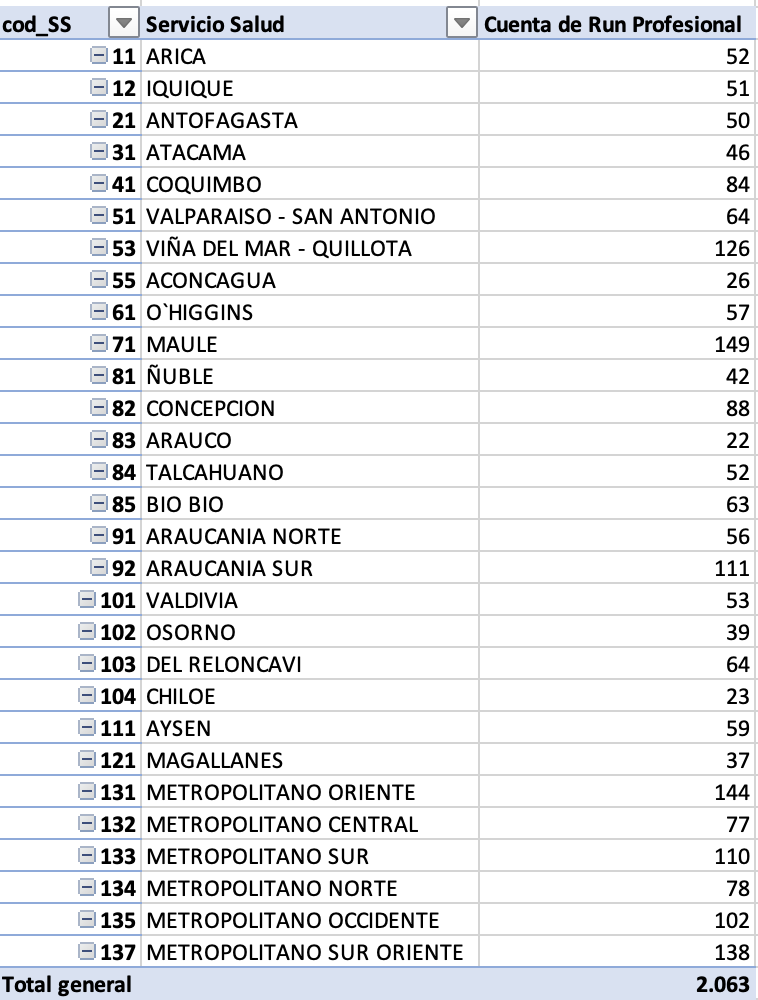 cod_SS Servicio Salud Cuenta de Run Profesional
11 ARICA 52
12 IQUIQUE 51
21 ANTOFAGASTA 50
31 ATACAMA 46
41 COQUIMBO 84
51 VALPARAISO - SAN ANTONIO 64
53 VIÑA DEL MAR - QUILLOTA 126
55 ACONCAGUA 26
61 O`HIGGINS 57
71 MAULE 149
81 ÑUBLE 42
82 CONCEPCION 88
83 ARAUCO 22
84 TALCAHUANO 52
85 BIO BIO 63
91 ARAUCANIA NORTE 56
92 ARAUCANIA SUR 111
101 VALDIVIA 53
102 OSORNO 39
103 DEL RELONCAVI 64
104 CHILOE 23
111 AYSEN 59
121 MAGALLANES 37
131 METROPOLITANO ORIENTE 144
132 METROPOLITANO CENTRAL 77
133 METROPOLITANO SUR 110
134 METROPOLITANO NORTE 78
135 METROPOLITANO OCCIDENTE 102
137 METROPOLITANO SUR ORIENTE 138
Total general 2.063